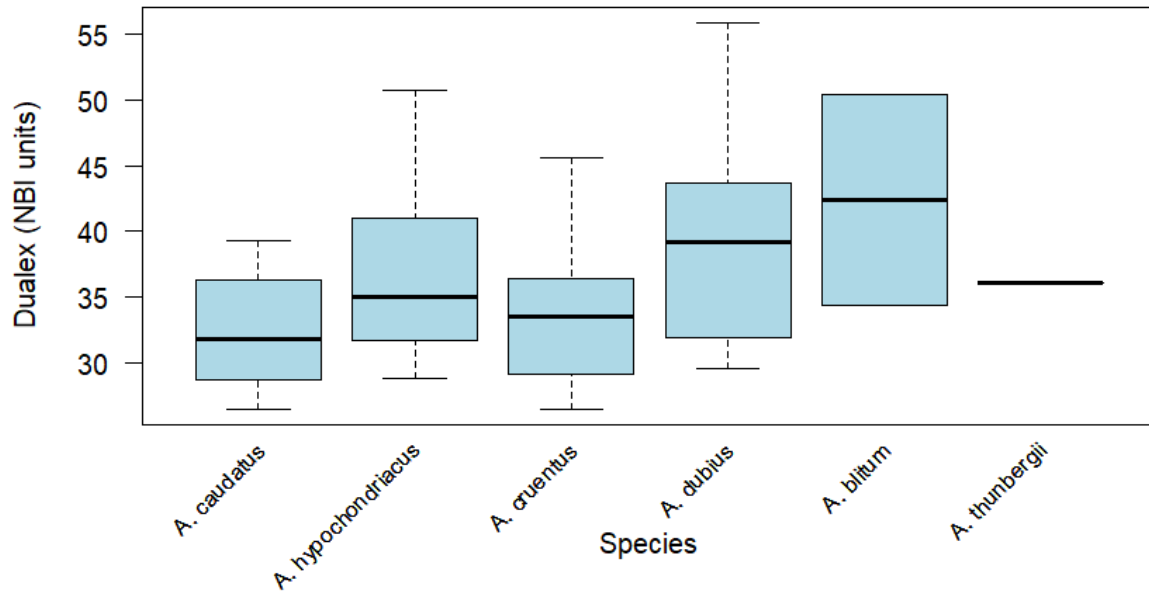 Dualex (NBI units)
55
50
45
40
35
30
A. caudatus
A. hypochondriacus
A. cruentus
A. dubius
A. blitum
A. thunbergii
Species